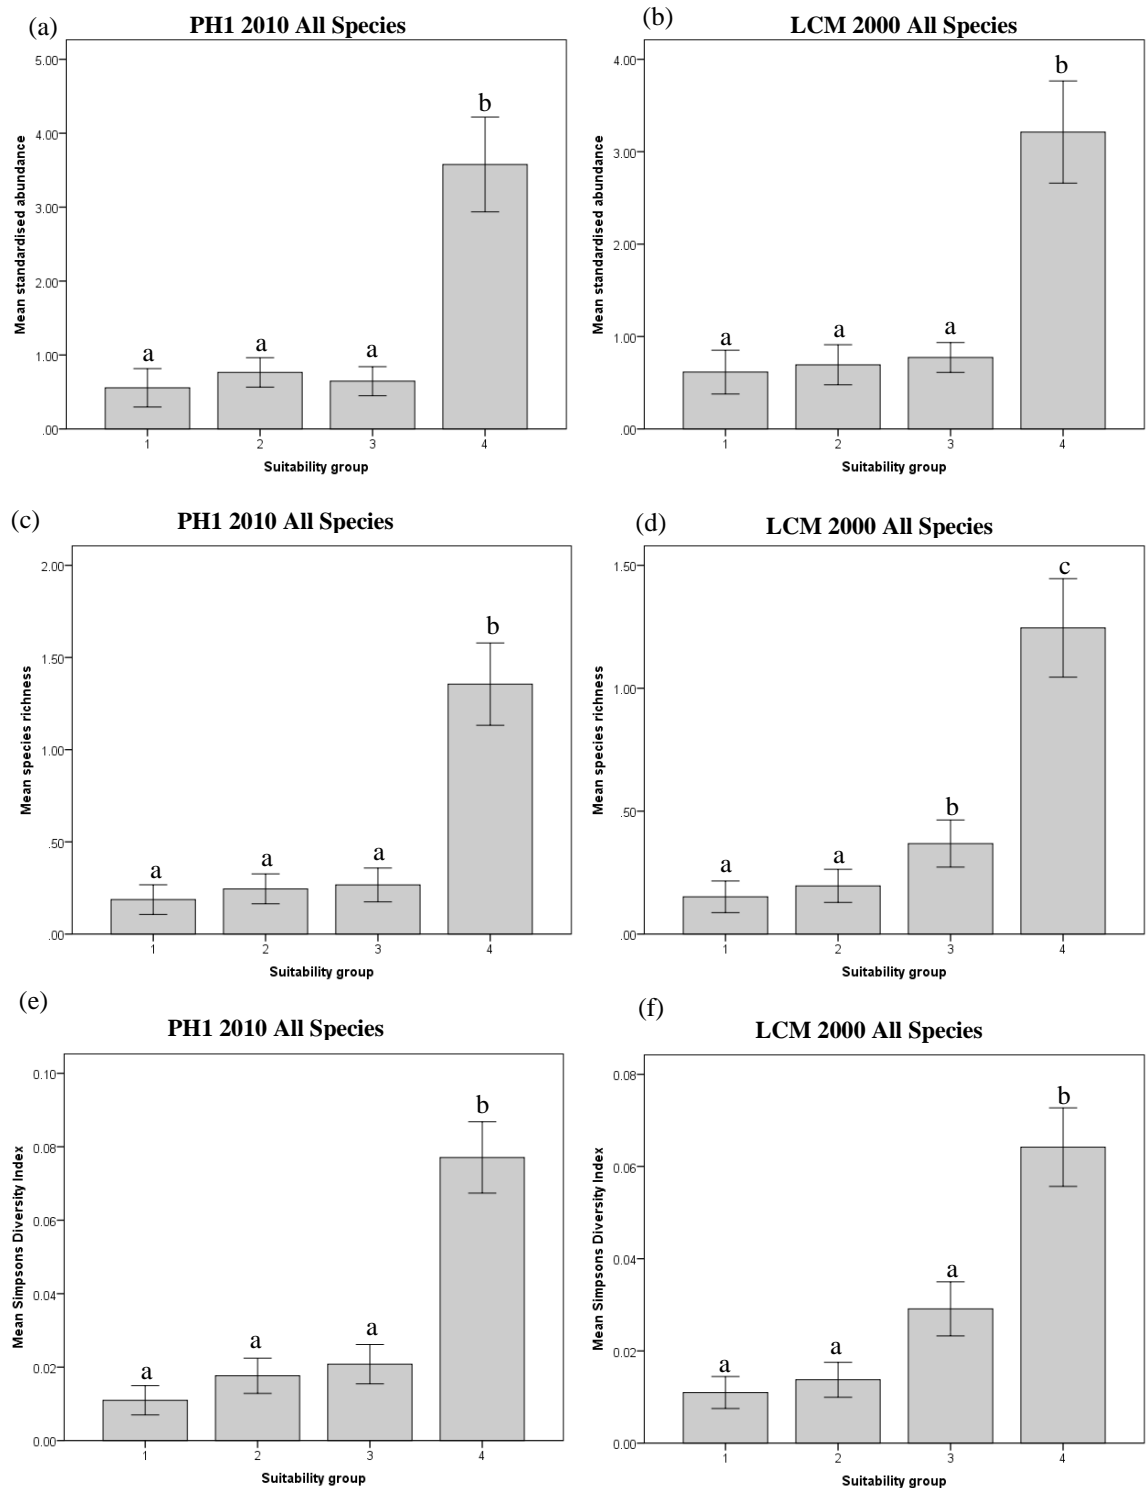 (a)
PH1 2010 All Species
5.00
4.00
3.00
2.00
1.00
.00
Mean standardised abundance
a
a
a
b
1
2
3
4
Suitability group
(b)
LCM 2000 All Species
4.00
3.00
2.00
1.00
.00
Mean standardised abundance
a
a
a
b
1
2
3
4
Suitability group
(c)
PH1 2010 All Species
2.00
1.50
1.00
.50
.00
Mean species richness
a
a
a
b
1
2
3
4
Suitability group
(d)
LCM 2000 All Species
1.50
1.00
.50
.00
Mean species richness
a
a
b
c
1
2
3
4
Suitability group
(e)
PH1 2010 All Species
0.10
0.08
0.06
0.04
0.02
0.00
Mean Simpsons Diversity Index
a
a
a
b
1
2
3
4
Suitability group
(f)
LCM 2000 All Species
0.08
0.06
0.04
0.02
0.00
Mean Simpsons Diversity Index
a
a
a
b
1
2
3
4
Suitability group